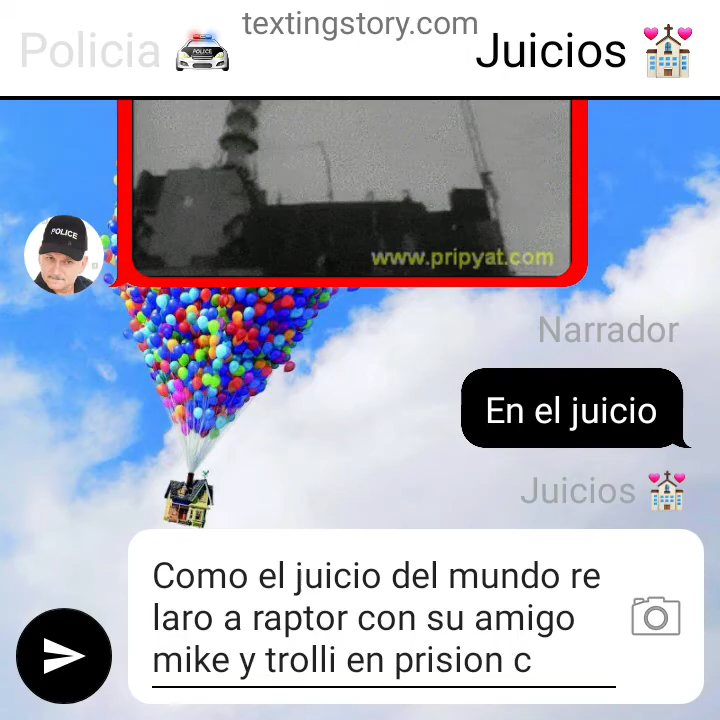 textingstory.com
Policia
Juicios
POLICE
www.pripyat.com
POLICE
Narrador
En el juicio
Juicios
Como el juicio del mundo re
laro a raptor con su amigo
mike y trolli en prision c